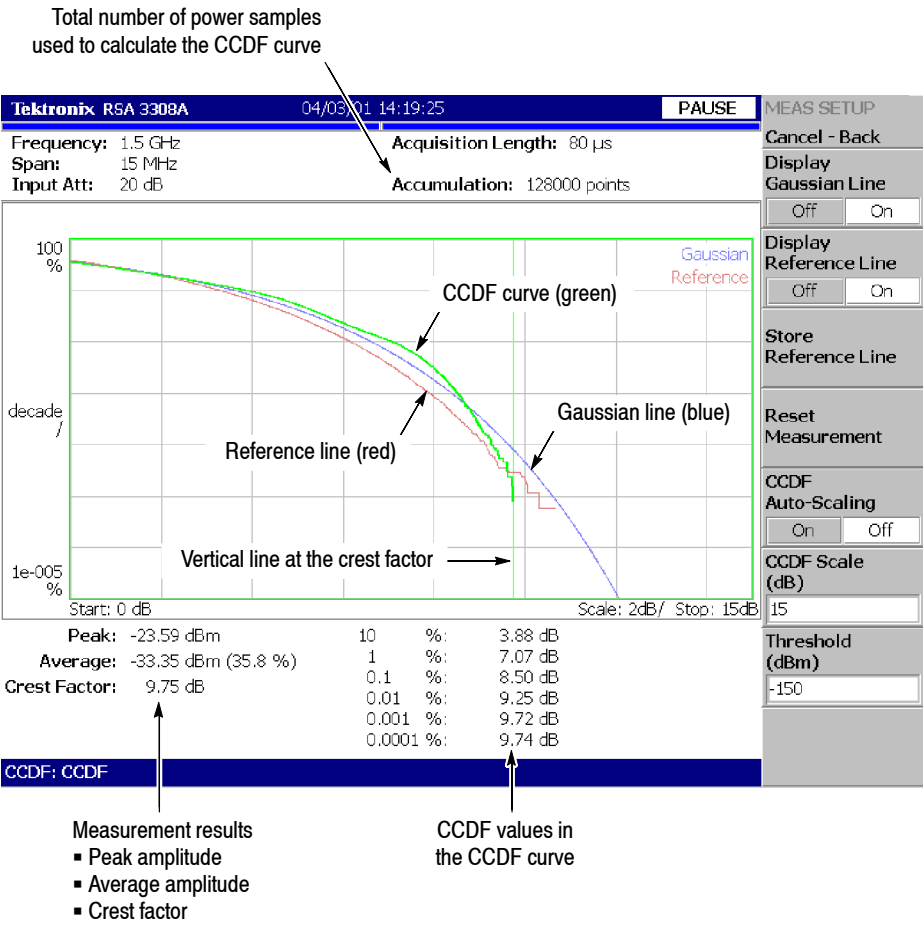 Total number of power samples
used to calculate the CCDF curve
Tektronix RSA 3308A 04/03/01 14:19:25 PAUSE
Frequency: 1.5 GHz Acquisition Length: 80 µs
Span: 15 MHz
Input Att: 20 dB Accumulation: 128000 points
100
%
Gaussian
Reference
CCDF curve (green)
decade
/
Gaussian line (blue)
Reference line (red)
Vertical line at the crest factor
1e-005
%
Start: 0 dB Scale: 2dB/ Stop: 15dB
Peak: -23.59 dBm
Average: -33.35 dBm (35.8 %)
Crest Factor: 9.75 dB
10 %: 3.88 dB
1 %: 7.07 dB
0.1 %: 8.50 dB
0.01 %: 9.25 dB
0.001 %: 9.72 dB
0.0001 %: 9.74 dB
CCDF: CCDF
MEAS SETUP
Cancel - Back
Display
Gaussian Line
Off On
Display
Reference Line
Off On
Store
Reference Line
Reset
Measurement
CCDF
Auto-Scaling
On Off
CCDF Scale
(dB)
15
Threshold
(dBm)
-150
Measurement results
▪ Peak amplitude
▪ Average amplitude
▪ Crest factor
CCDF values in
the CCDF curve